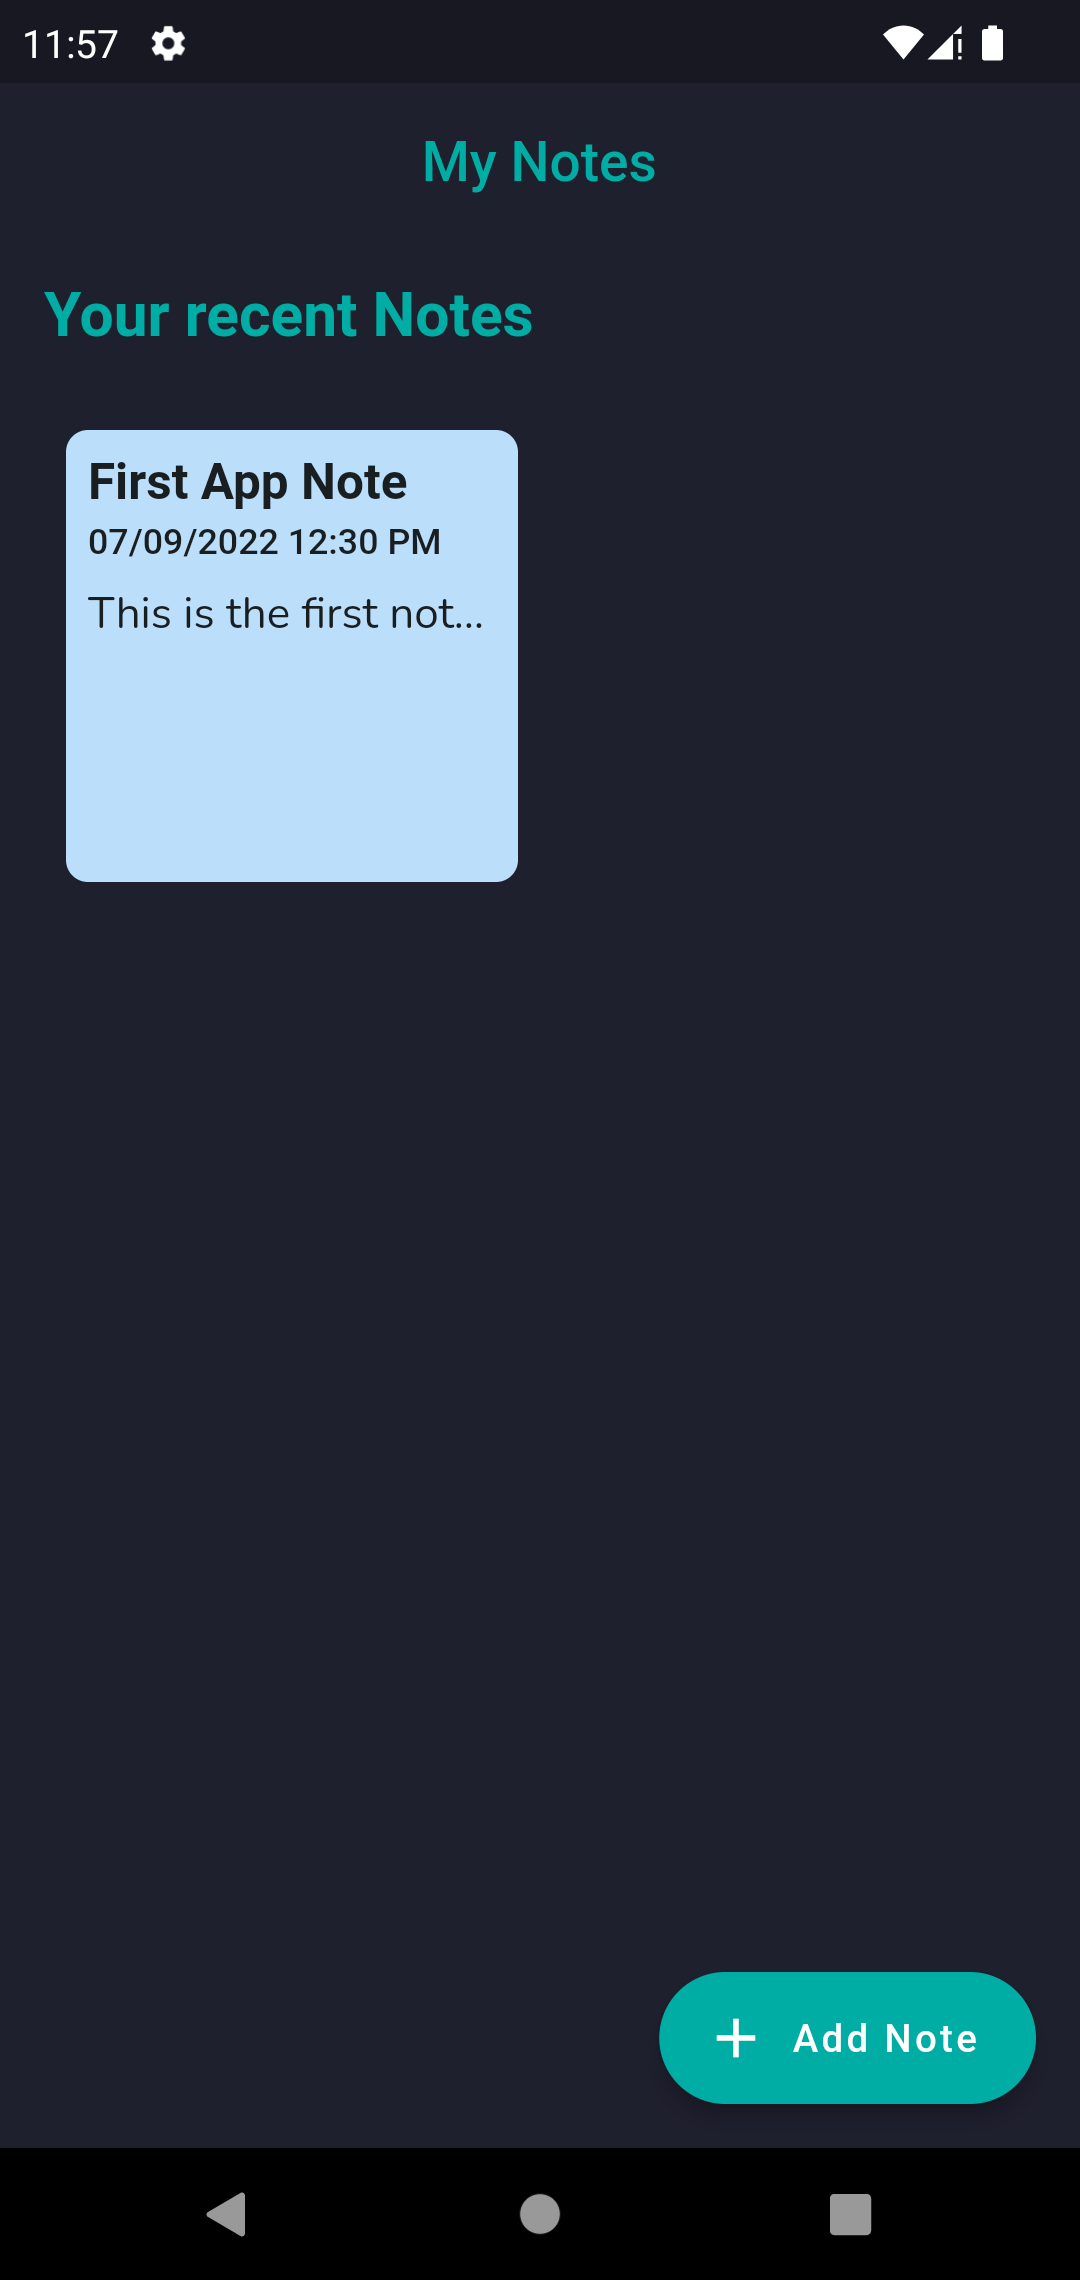 11:57
My Notes
Your recent Notes
First App Note
07/09/2022 12:30 PM
This is the first not...
Add Note